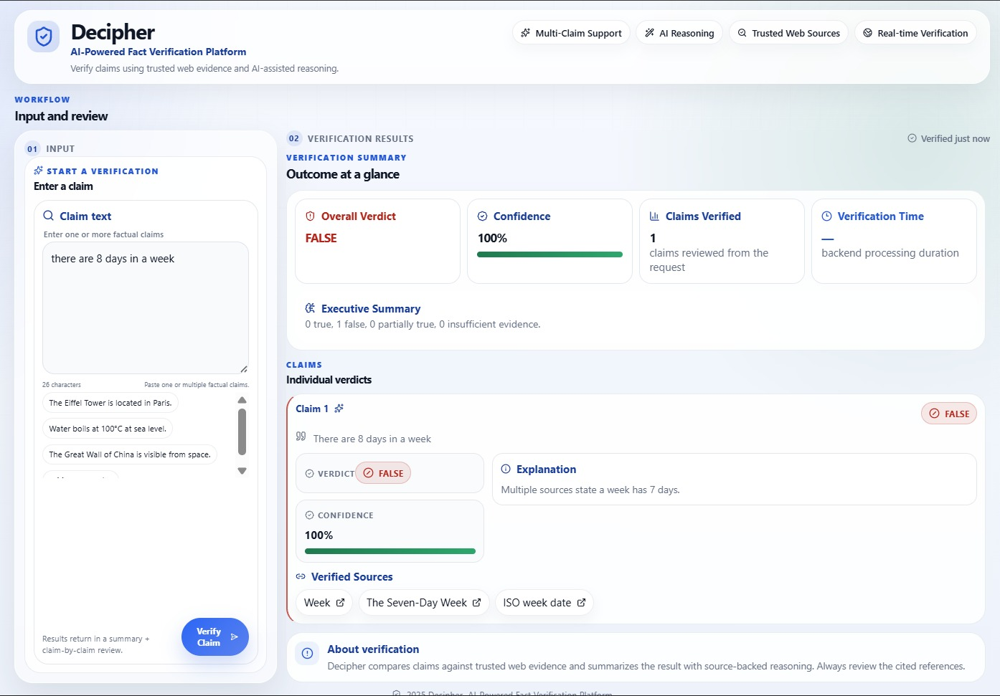 Decipher
AI-Powered Fact Verification Platform
Verify claims using trusted web evidence and AI-assisted reasoning.
Multi-Claim Support
AI Reasoning
Trusted Web Sources
Real-time Verification
WORKFLOW
Input and review
01 INPUT
START A VERIFICATION
Enter a claim
Claim text
Enter one or more factual claims
there are 8 days in a week
26 characters
Paste one or multiple factual claims.
The Eiffel Tower is located in Paris.
Water boils at 100°C at sea level.
The Great Wall of China is visible from space.
Results return in a summary +
claim-by-claim review.
Verify
Claim
02 VERIFICATION RESULTS
Verified just now
VERIFICATION SUMMARY
Outcome at a glance
Overall Verdict
FALSE
Confidence
100%
Claims Verified
1
claims reviewed from the
request
Verification Time
—
backend processing duration
Executive Summary
0 true, 1 false, 0 partially true, 0 insufficient evidence.
CLAIMS
Individual verdicts
Claim 1
FALSE
There are 8 days in a week
VERDICT FALSE
CONFIDENCE
100%
Explanation
Multiple sources state a week has 7 days.
Verified Sources
Week
The Seven-Day Week
ISO week date
About verification
Decipher compares claims against trusted web evidence and summarizes the result with source-backed reasoning. Always review the cited references.
2025 Decipher. AI-Powered Fact Verification Platform